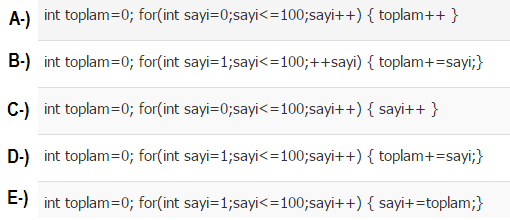 A-) int toplam=0; for(int sayi=0;sayi<=100;sayi++) { toplam++ }
B-) int toplam=0; for(int sayi=1;sayi<=100;++sayi) { toplam+=sayi;}
C-) int toplam=0; for(int sayi=0;sayi<=100;sayi++) { sayi++ }
D-) int toplam=0; for(int sayi=1;sayi<=100;sayi++) { toplam+=sayi;}
E-) int toplam=0; for(int sayi=1;sayi<=100;sayi++) { sayi+=toplam;}